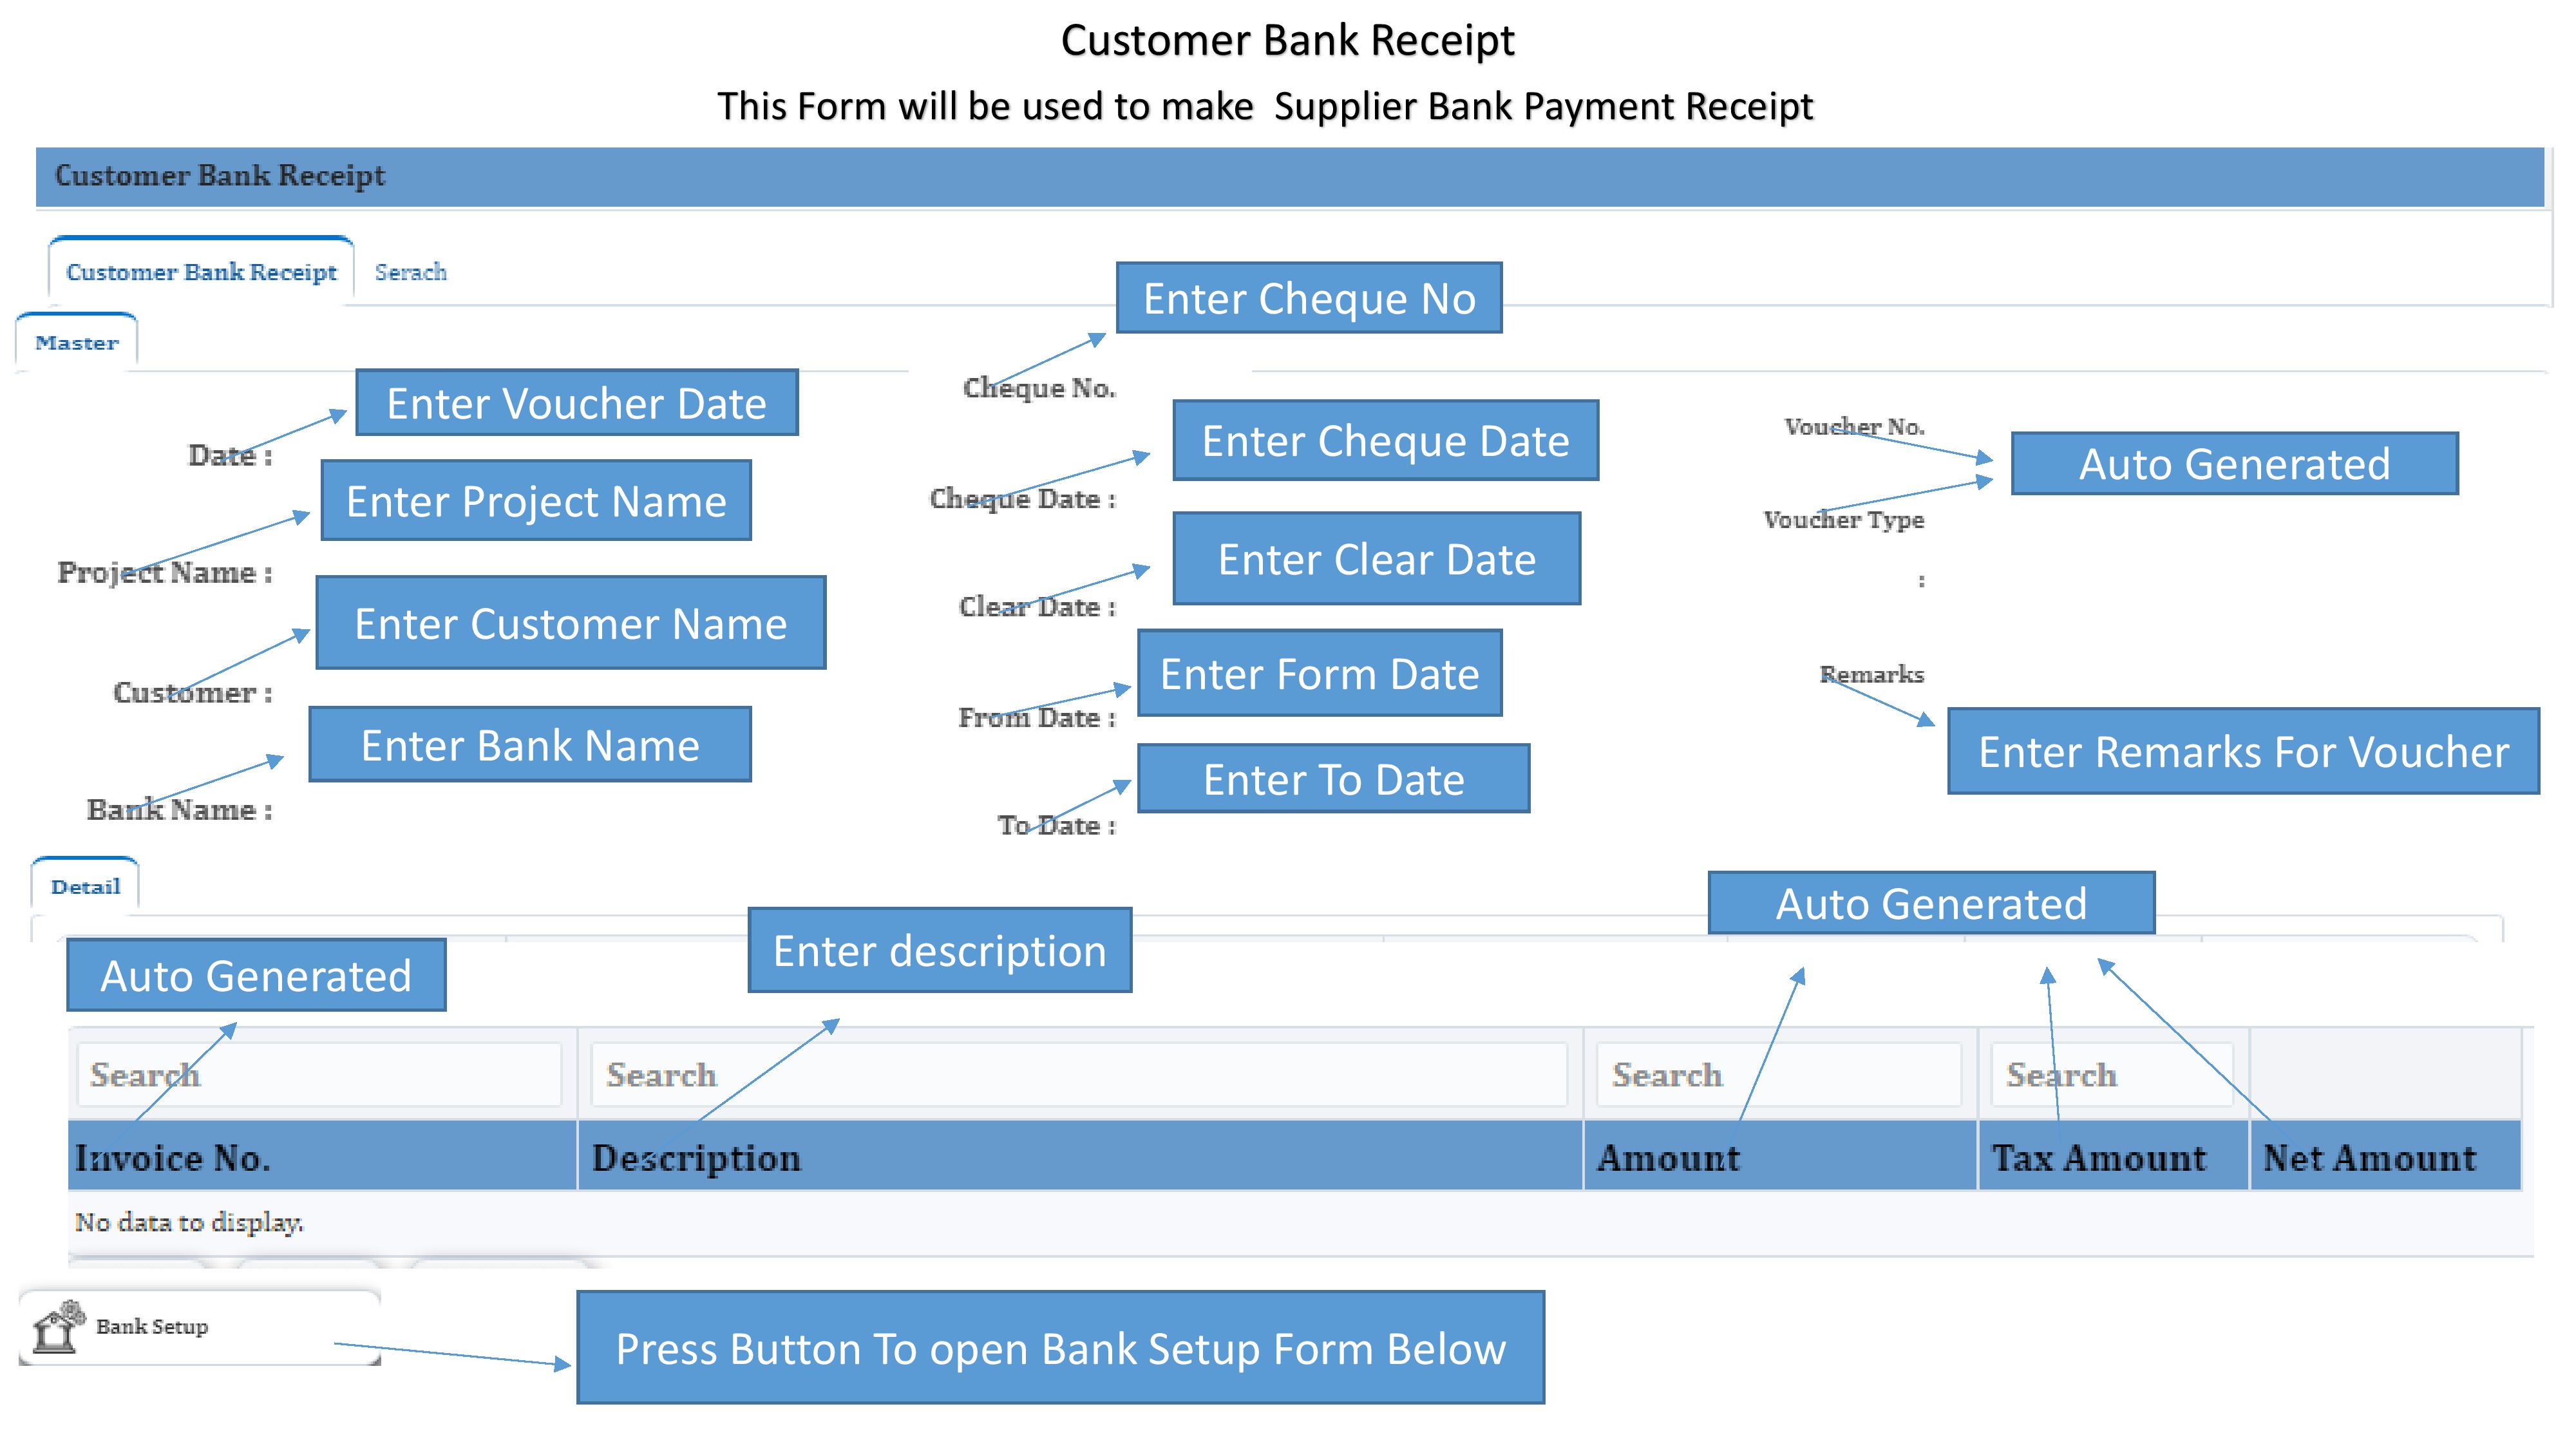 Customer Bank Receipt
This Form will be used to make Supplier Bank Payment Receipt
Customer Bank Receipt
Customer Bank Receipt Serach
Master
Enter Voucher Date
Date :
Enter Project Name
Project Name :
Enter Customer Name
Customer :
Enter Bank Name
Bank Name :
Enter Cheque No
Cheque No.
Enter Cheque Date
Cheque Date :
Enter Clear Date
Clear Date :
Enter Form Date
From Date :
Enter To Date
To Date :
Voucher No.
Auto Generated
Voucher Type
:
Remarks
Enter Remarks For Voucher
Detail
Auto Generated
Enter description
Auto Generated
Search Search Search Search
Invoice No. Description Amount Tax Amount Net Amount
No data to display.
Bank Setup
Press Button To open Bank Setup Form Below